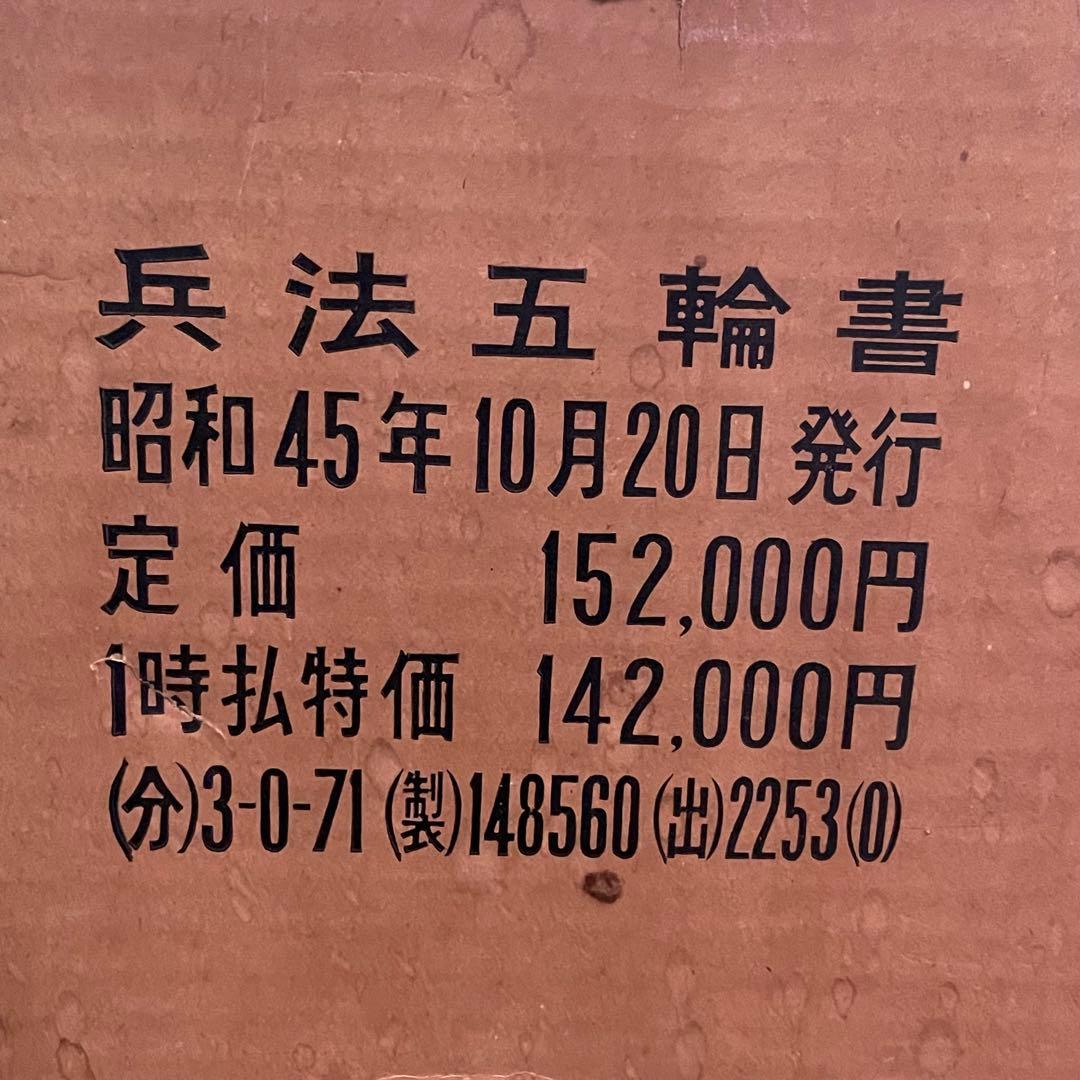 兵法五輪書
昭和45年10月20日発行
定価 152,000円
1時払特価 142,000円
(分)3-0-71(製)148560(出)2253(0)